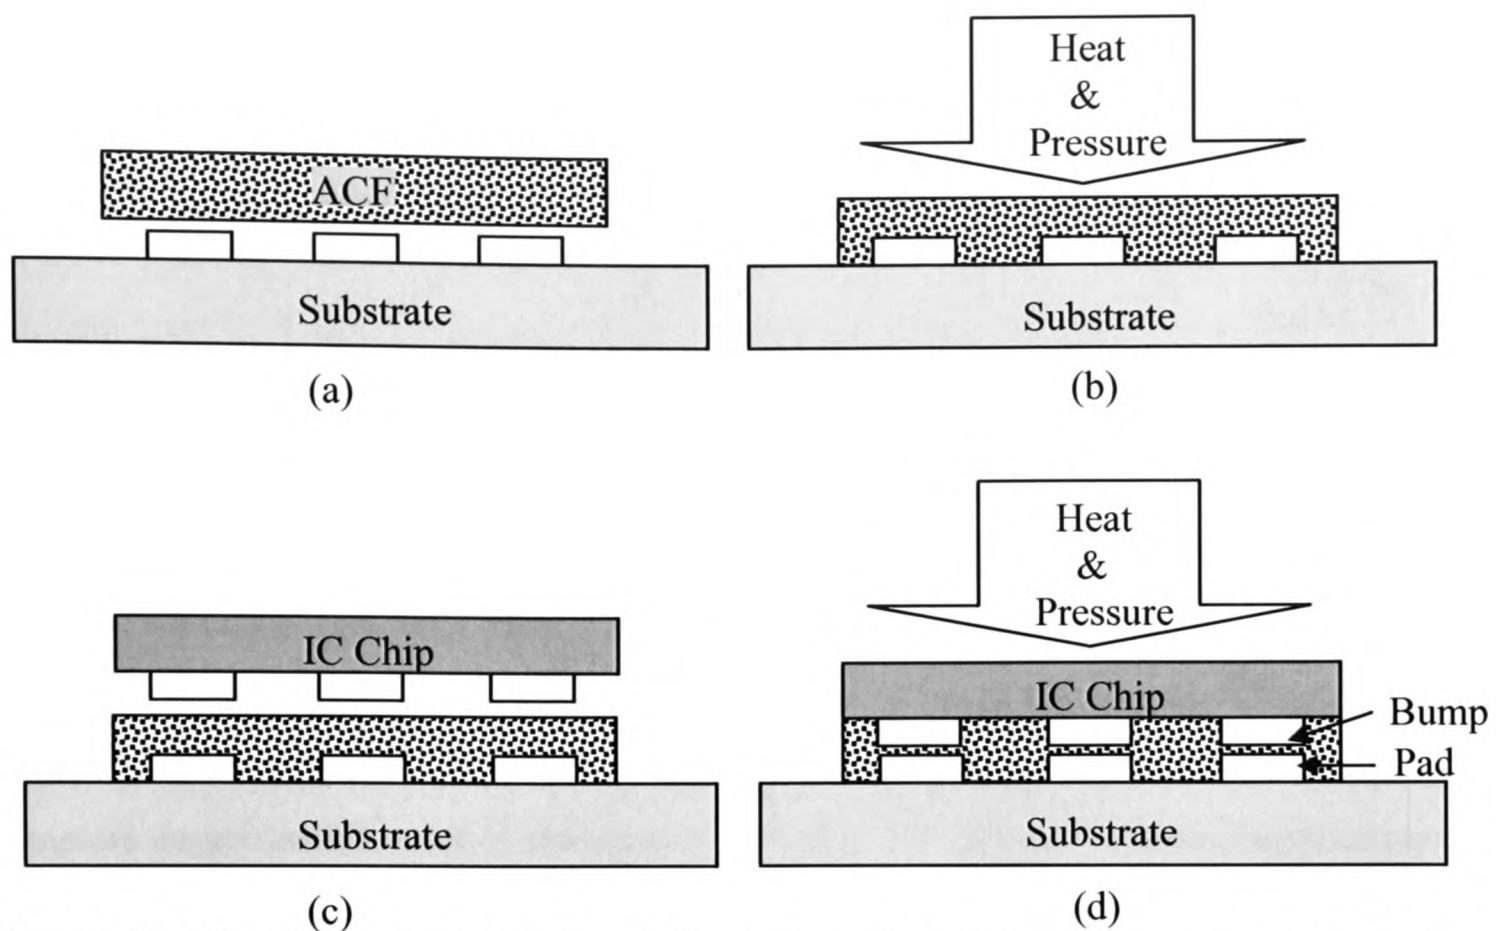 ACF
Substrate
(a)
Heat
&
Pressure
Substrate
(b)
IC Chip
Substrate
(c)
Heat
&
Pressure
IC Chip
Bump
Pad
Substrate
(d)